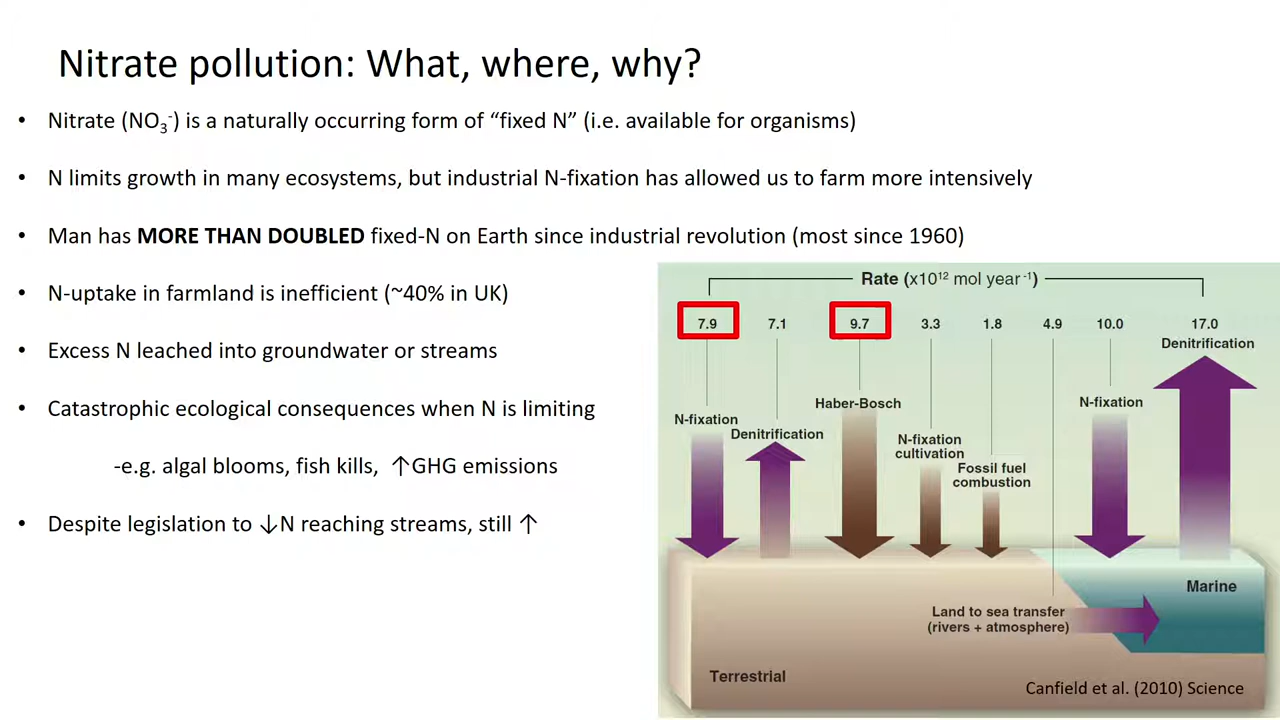 Nitrate pollution: What, where, why?
• Nitrate (NO₃⁻) is a naturally occurring form of “fixed N” (i.e. available for organisms)
• N limits growth in many ecosystems, but industrial N-fixation has allowed us to farm more intensively
• Man has MORE THAN DOUBLED fixed-N on Earth since industrial revolution (most since 1960)
• N-uptake in farmland is inefficient (~40% in UK)
• Excess N leached into groundwater or streams
• Catastrophic ecological consequences when N is limiting
-e.g. algal blooms, fish kills, ↑GHG emissions
• Despite legislation to ↓N reaching streams, still ↑
Rate (x10¹² mol year⁻¹)
7.9 7.1 9.7 3.3 1.8 4.9 10.0 17.0
Denitrification
N-fixation
Denitrification
Haber-Bosch
N-fixation
cultivation
Fossil fuel
combustion
N-fixation
Marine
Land to sea transfer
(rivers + atmosphere)
Terrestrial
Canfield et al. (2010) Science